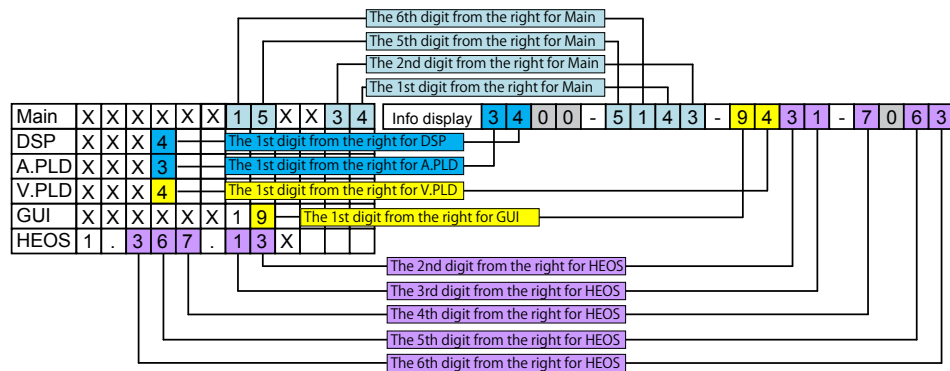 The 6th digit from the right for Main
The 5th digit from the right for Main
The 2nd digit from the right for Main
The 1st digit from the right for Main
Main X X X X X X 1 5 X X 3 4 Info display 3 4 0 0 - 5 1 4 3 - 9 4 3 1 - 7 0 6 3
DSP X X X 4 The 1st digit from the right for DSP
A.PLD X X X 3 The 1st digit from the right for A.PLD
V.PLD X X X 4 The 1st digit from the right for V.PLD
GUI X X X X X X 1 9 The 1st digit from the right for GUI
HEOS 1 . 3 6 7 . 1 3 X
The 2nd digit from the right for HEOS
The 3rd digit from the right for HEOS
The 4th digit from the right for HEOS
The 5th digit from the right for HEOS
The 6th digit from the right for HEOS